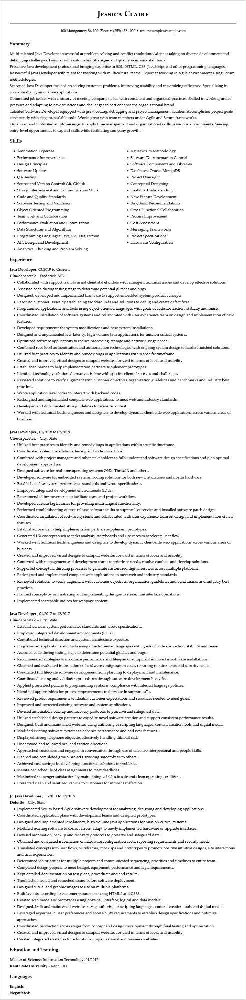 Jessica Claire
100 Montgomery St. 10th Floor ♦ (555) 432-1000 ♦ resumesample@example.com
Summary
Multi-talented Java Developer successful at problem solving and conflict resolution. Adept at taking on diverse development and
debugging challenges. Familiar with automation strategies and quality assurance standards.
Proactive Java development professional bringing expertise in SQL, HTML, CSS, JavaScript and other programming languages.
Resourceful Java Developer with talent for working with multicultural teams. Expert at working in Agile environments using Scrum
methodologies.
Seasoned Java Developer focused on solving customer problems, improving usability and maximizing efficiency. Specializing in
conceptualizing innovative applications.
Committed job seeker with a history of meeting company needs with consistent and organized practices. Skilled in working under
pressure and adapting to new situations and challenges to best enhance the organizational brand.
Talented Software Developer equipped with great coding, debugging and project management abilities. Accomplishes project goals
consistently with elegant, scalable code. Works great with team members under Agile and Scrum frameworks.
Organized and motivated employee eager to apply time management and organizational skills in various environments. Seeking
entry-level opportunities to expand skills while facilitating company growth.
Skills
• Automation Expertise
• Performance Improvements
• Design Principles
• Software Updates
• QA Testing
• Source and Version Control: Git, Github
• Strong Interpersonal and Communication Skills
• Code and Quality Standards
• Software Testing and Validation
• Object-Oriented Programming
• Teamwork and Collaboration
• Performance Evaluation and Optimization
• Data Structures and Algorithms
• Programming Languages: Java, C#, .Net, Python
• API Design and Development
• Analytical Thinking and Problem Solving
• Agile/Scrum Methodology
• Software Documentation Control
• Software Components and Libraries
• Databases: Oracle, MongoDB
• Project Oversight
• Conceptual Designing
• Usability Understanding
• New Feature Development
• Buy/Build Recommendations
• Cross-Functional Collaboration
• Process Improvement
• Cost Assessment
• Messaging Frameworks
• Project Specifications
• Hardware Configuration
Experience
Java Developer, 03/2019 to Current
Cloudspacetek – Frederick, MD
• Collaborated with support team to assist client stakeholders with emergent technical issues and develop effective solutions.
• Assessed code during testing stage to determine potential glitches and bugs.
• Designed, developed and implemented firmware to support embedded system product concepts.
• Resolved customer issues by establishing workarounds and solutions to debug and create defect fixes.
• Programmed applications and tools using object-oriented languages with goals of code abstraction, stability and reuse.
• Coordinated installation of software systems and collaborated with user experience team on design and implementation of new
features.
• Developed requirements for system modifications and new system installations.
• Designed and implemented low-latency, high-volume Java applications for mission-critical systems.
• Optimized software applications to reduce processing, storage and network usage needs.
• Combined root-level authentication and authorization technologies with ongoing system design to harden finished solutions.
• Utilized best practices to identify and remedy bugs in applications within specific timeframe.
• Created and improved visual designs to catapult websites forward in terms of looks and usability.
• Established brands to help implementation partners supplement prototypes.
• Identified technology solution alternatives in line with specific client objectives and challenges.
• Reviewed solutions to verify alignment with customer objectives, organization guidelines and benchmarks and industry best
practices.
• Wrote application level codes to interact with backend codes.
• Redesigned and implemented complete web applications to meet web and industry standards.
• Developed and documented style guidelines for website content.
• Worked with technical leads, engineers and designers to develop dynamic client-side web applications across various areas of
business.
Java Developer , 01/2018 to 02/2019
Cloudspacetek – City, State
• Utilized best practices to identify and remedy bugs in applications within specific timeframe.
• Coordinated system installations, testing and code corrections.
• Conferred with project managers and other stakeholders to fully understand software design specifications and plan optimal
development approaches.
• Designed software for real-time operating systems QNX, ThreadX and others.
• Developed software for embedded systems, coding solutions for both new installations and in-situ hardware.
• Established clear system performance standards and wrote specifications.
• Employed integrated development environments (IDEs).
• Recommended improvements to facilitate team and project workflow.
• Developed custom tag libraries for providing multi-lingual functionality.
• Performed troubleshooting of post-release software faults to support live service and installed software patch design.
• Coordinated installation of software systems and collaborated with user experience team on design and implementation of new
features.
• Established brands to help implementation partners supplement prototypes.
• Generated UX concepts such as tasks analysis, storyboards and use cases to accelerate user flow.
• Worked with technical leads, engineers and designers to develop dynamic client-side web applications across various areas of
business.
• Created and improved visual designs to catapult websites forward in terms of looks and usability.
• Conferred with management and development teams to prioritize needs, resolve conflicts and develop solutions.
• Supported conceptual thinking processes to generate customized digital services across multiple platforms.
• Redesigned and implemented complete web applications to meet web and industry standards.
• Reviewed solutions to verify alignment with customer objectives, organization guidelines and benchmarks and industry best
practices.
• Planned concepts by orchestrating and implementing designs to streamline interface operations.
• Implemented searchable indices for webpage content.
Java Developer , 01/2017 to 12/2017
Cloudspacetek – City, State
• Established clear system performance standards and wrote specifications.
• Employed integrated development environments (IDEs).
• Contributed technical direction and system architecture expertise.
• Programmed applications and tools using object-oriented languages with goals of code abstraction, stability and reuse.
• Assessed code during testing stage to determine potential glitches and bugs.
• Recommended strategies to maximize performance and lifespan of equipment involved in software installations.
• Obtained and evaluated information on hardware configuration costs, reporting requirements and security needs.
• Conducted full lifecycle software development from planning to deployment and maintenance.
• Coordinated testing and validation procedures through software development lifecycle.
• Applied prescribed policies to programming syntax in compliance with internal language policies.
• Identified opportunities for process improvements to decrease in support calls.
• Reviewed project requirements to identify customer expectations and resources needed to meet goals.
• Improved and corrected existing software and system applications.
• Devised automation, backup and recovery protocols to preserve and safeguard data.
• Utilized established design patterns to expedite novel software creation and support consistent performance results.
• Designed, built and maintained websites using authoring or scripting languages, content creation tools and digital media.
• Modified existing software systems to enhance performance and add new features.
• Displayed strong telephone etiquette, effectively handling difficult calls.
• Understood and followed oral and written directions.
• Approached customers and engaged in conversation through use of effective interpersonal and people skills.
• Planned and completed group projects, working smoothly with others.
• Achieved cost-savings by developing functional solutions to problems.
• Maintained schedule of class assignments to meet deadlines.
• Maximized passenger satisfaction by maintaining vehicles in safe and clean operating condition.
• Presented clean and sanitized vehicle to customers for utmost satisfaction.
Jr. Java Developer , 11/2013 to 12/2015
Deloitte – City, State
• Implemented Scrum-based Agile software development for analyzing, designing and developing applications.
• Coordinated application plans with development teams and designed prototypes.
• Designed and implemented low-latency, high-volume Java applications for mission-critical systems.
• Modified existing software to correct errors, adapt to newly implemented hardware or upgrade interfaces.
• Devised automation, backup and recovery protocols to preserve and safeguard data.
• Obtained and evaluated information on hardware configuration costs, reporting requirements and security needs.
• Translated concepts into user flows, wireframes, mockups and prototypes to promote positive intuitive designs, site interactions
and user experiences.
• Determined job priorities for multiple projects and communicated sequencing, priorities and timelines to entire team.
• Completed design projects to meet budget, equipment, performance and legal requirements.
• Kept detailed documentation on test plans, procedures and end results.
• Troubleshot, tested and remedied issues before software deployment.
• Designed visual and graphic images to use on multiple platforms.
• Built layouts according to customer parameters using HTML5 and CSS3.
• Created web models or prototypes using physical, interface, logical and data models.
• Designed, built and maintained websites using authoring or scripting languages, content creation tools and digital media.
• Leveraged expertise in user preferences and accessibility requirements to establish design specifications and optimize
approaches.
• Coordinated production across stages from concept and design development through final testing and optimization.
• Created and improved visual designs to catapult websites forward in terms of looks and usability.
• Created integrated strategies for educational, organizational and business websites.
Education and Training
Master of Science: Information Technology, 01/2017
Kent State University - Kent, OH
Languages
English:
Negotiated: